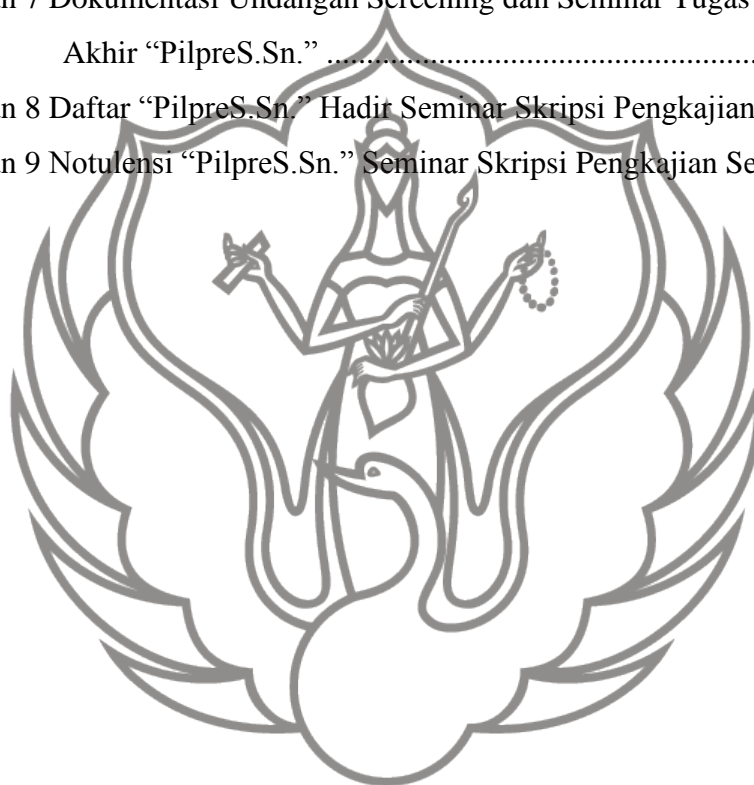 n 7 Dokumentasi Undangan Screening dan Seminar Tugas
Akhir “PilpreS.Sn.” ......................................................
n 8 Daftar “PilpreS.Sn.” Hadir Seminar Skripsi Pengkajian
n 9 Notulensi “PilpreS.Sn.” Seminar Skripsi Pengkajian Se